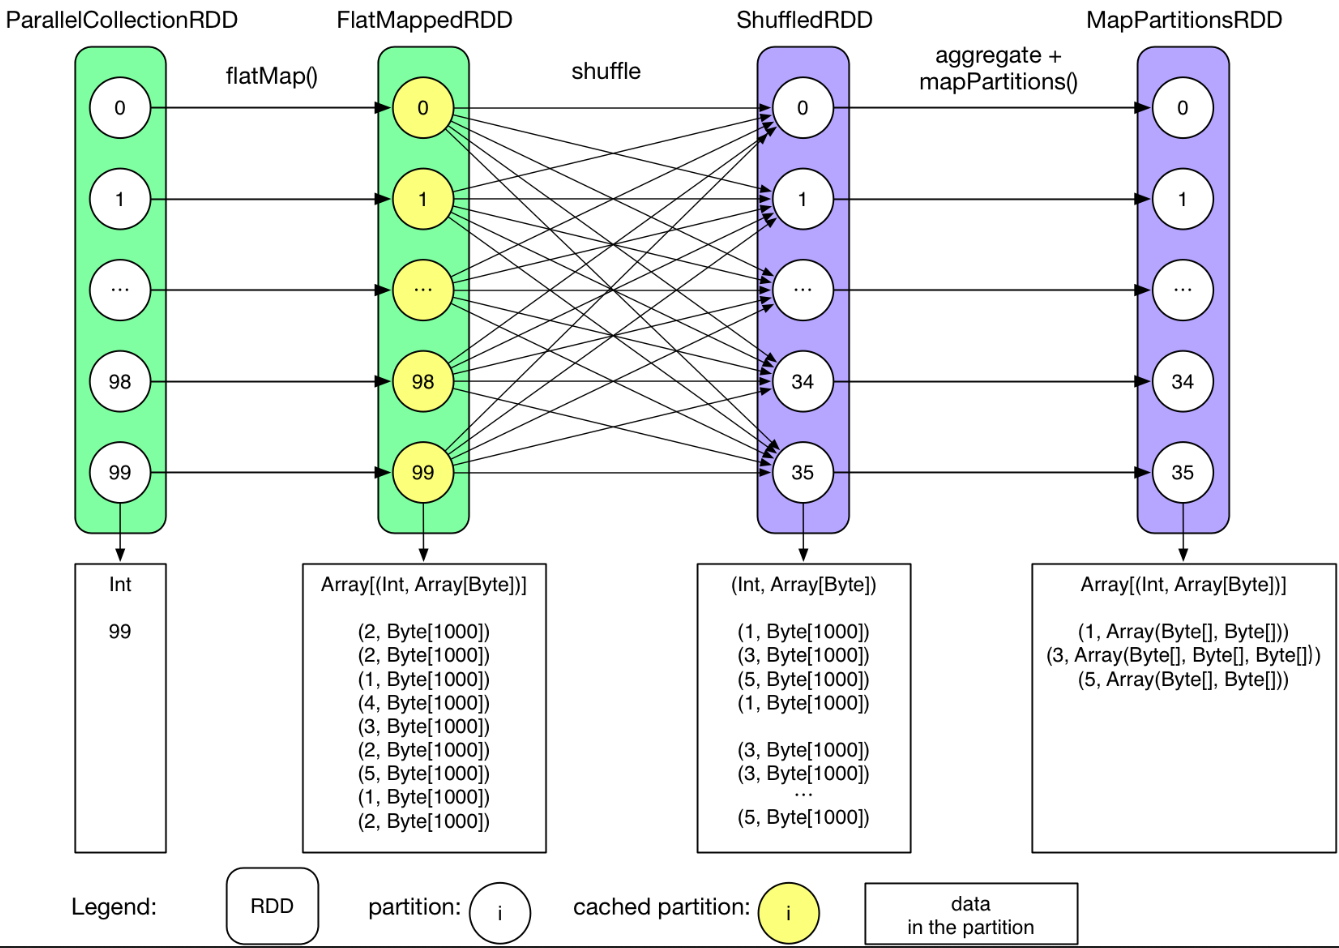 ParallelCollectionRDD
FlatMappedRDD
ShuffledRDD
MapPartitionsRDD
flatMap()
shuffle
aggregate +
mapPartitions()
0
0
0
0
1
1
1
1
...
...
...
...
98
98
34
34
99
99
35
35
Int
99
Array[(Int, Array[Byte])]
(2, Byte[1000])
(2, Byte[1000])
(1, Byte[1000])
(4, Byte[1000])
(3, Byte[1000])
(2, Byte[1000])
(5, Byte[1000])
(1, Byte[1000])
(2, Byte[1000])
(Int, Array[Byte])
(1, Byte[1000])
(3, Byte[1000])
(5, Byte[1000])
(1, Byte[1000])
(3, Byte[1000])
(3, Byte[1000])
...
(5, Byte[1000])
Array[(Int, Array[Byte])]
(1, Array(Byte[], Byte[]))
(3, Array(Byte[], Byte[], Byte[]))
(5, Array(Byte[], Byte[]))
Legend:
RDD
partition:
i
cached partition:
i
data
in the partition